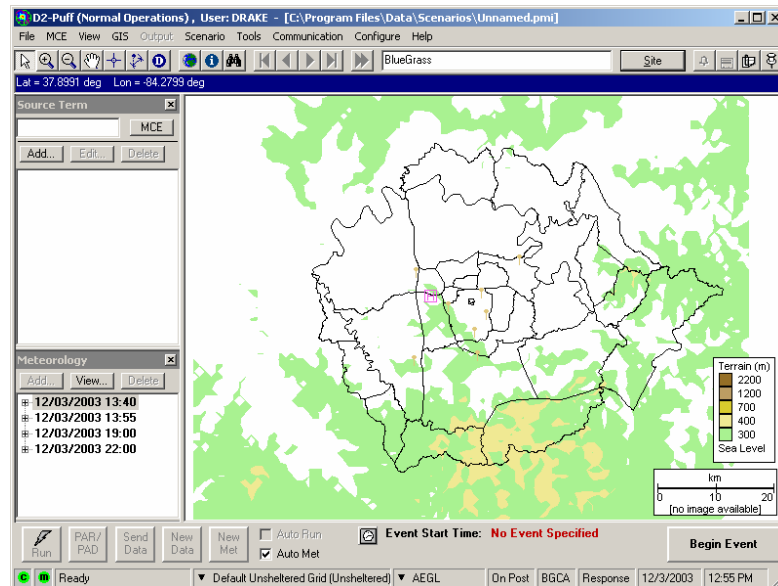 D2-Puff (Normal Operations), User: DRAKE - [C:\Program Files\Data\Scenarios\Unnamed.pmi]
File MCE View GIS Output Scenario Tools Communication Configure Help
D i BlueGrass Site
Lat = 37.8991 deg Lon = -84.2799 deg
Source Term
MCE
Add... Edit... Delete
H
Meteorology
Add... View... Delete
12/03/2003 13:40
12/03/2003 13:55
12/03/2003 19:00
12/03/2003 22:00
Terrain (m)
2200
1200
700
400
300
Sea Level
km
0 10 20
[no image available]
Run
PAR/
PAD
Send
Data
New
Data
New
Met
Auto Run
Auto Met
Event Start Time: No Event Specified
Begin Event
c m Ready Default Unsheltered Grid (Unsheltered) AEGL On Post BGCA Response 12/3/2003 12:55 PM